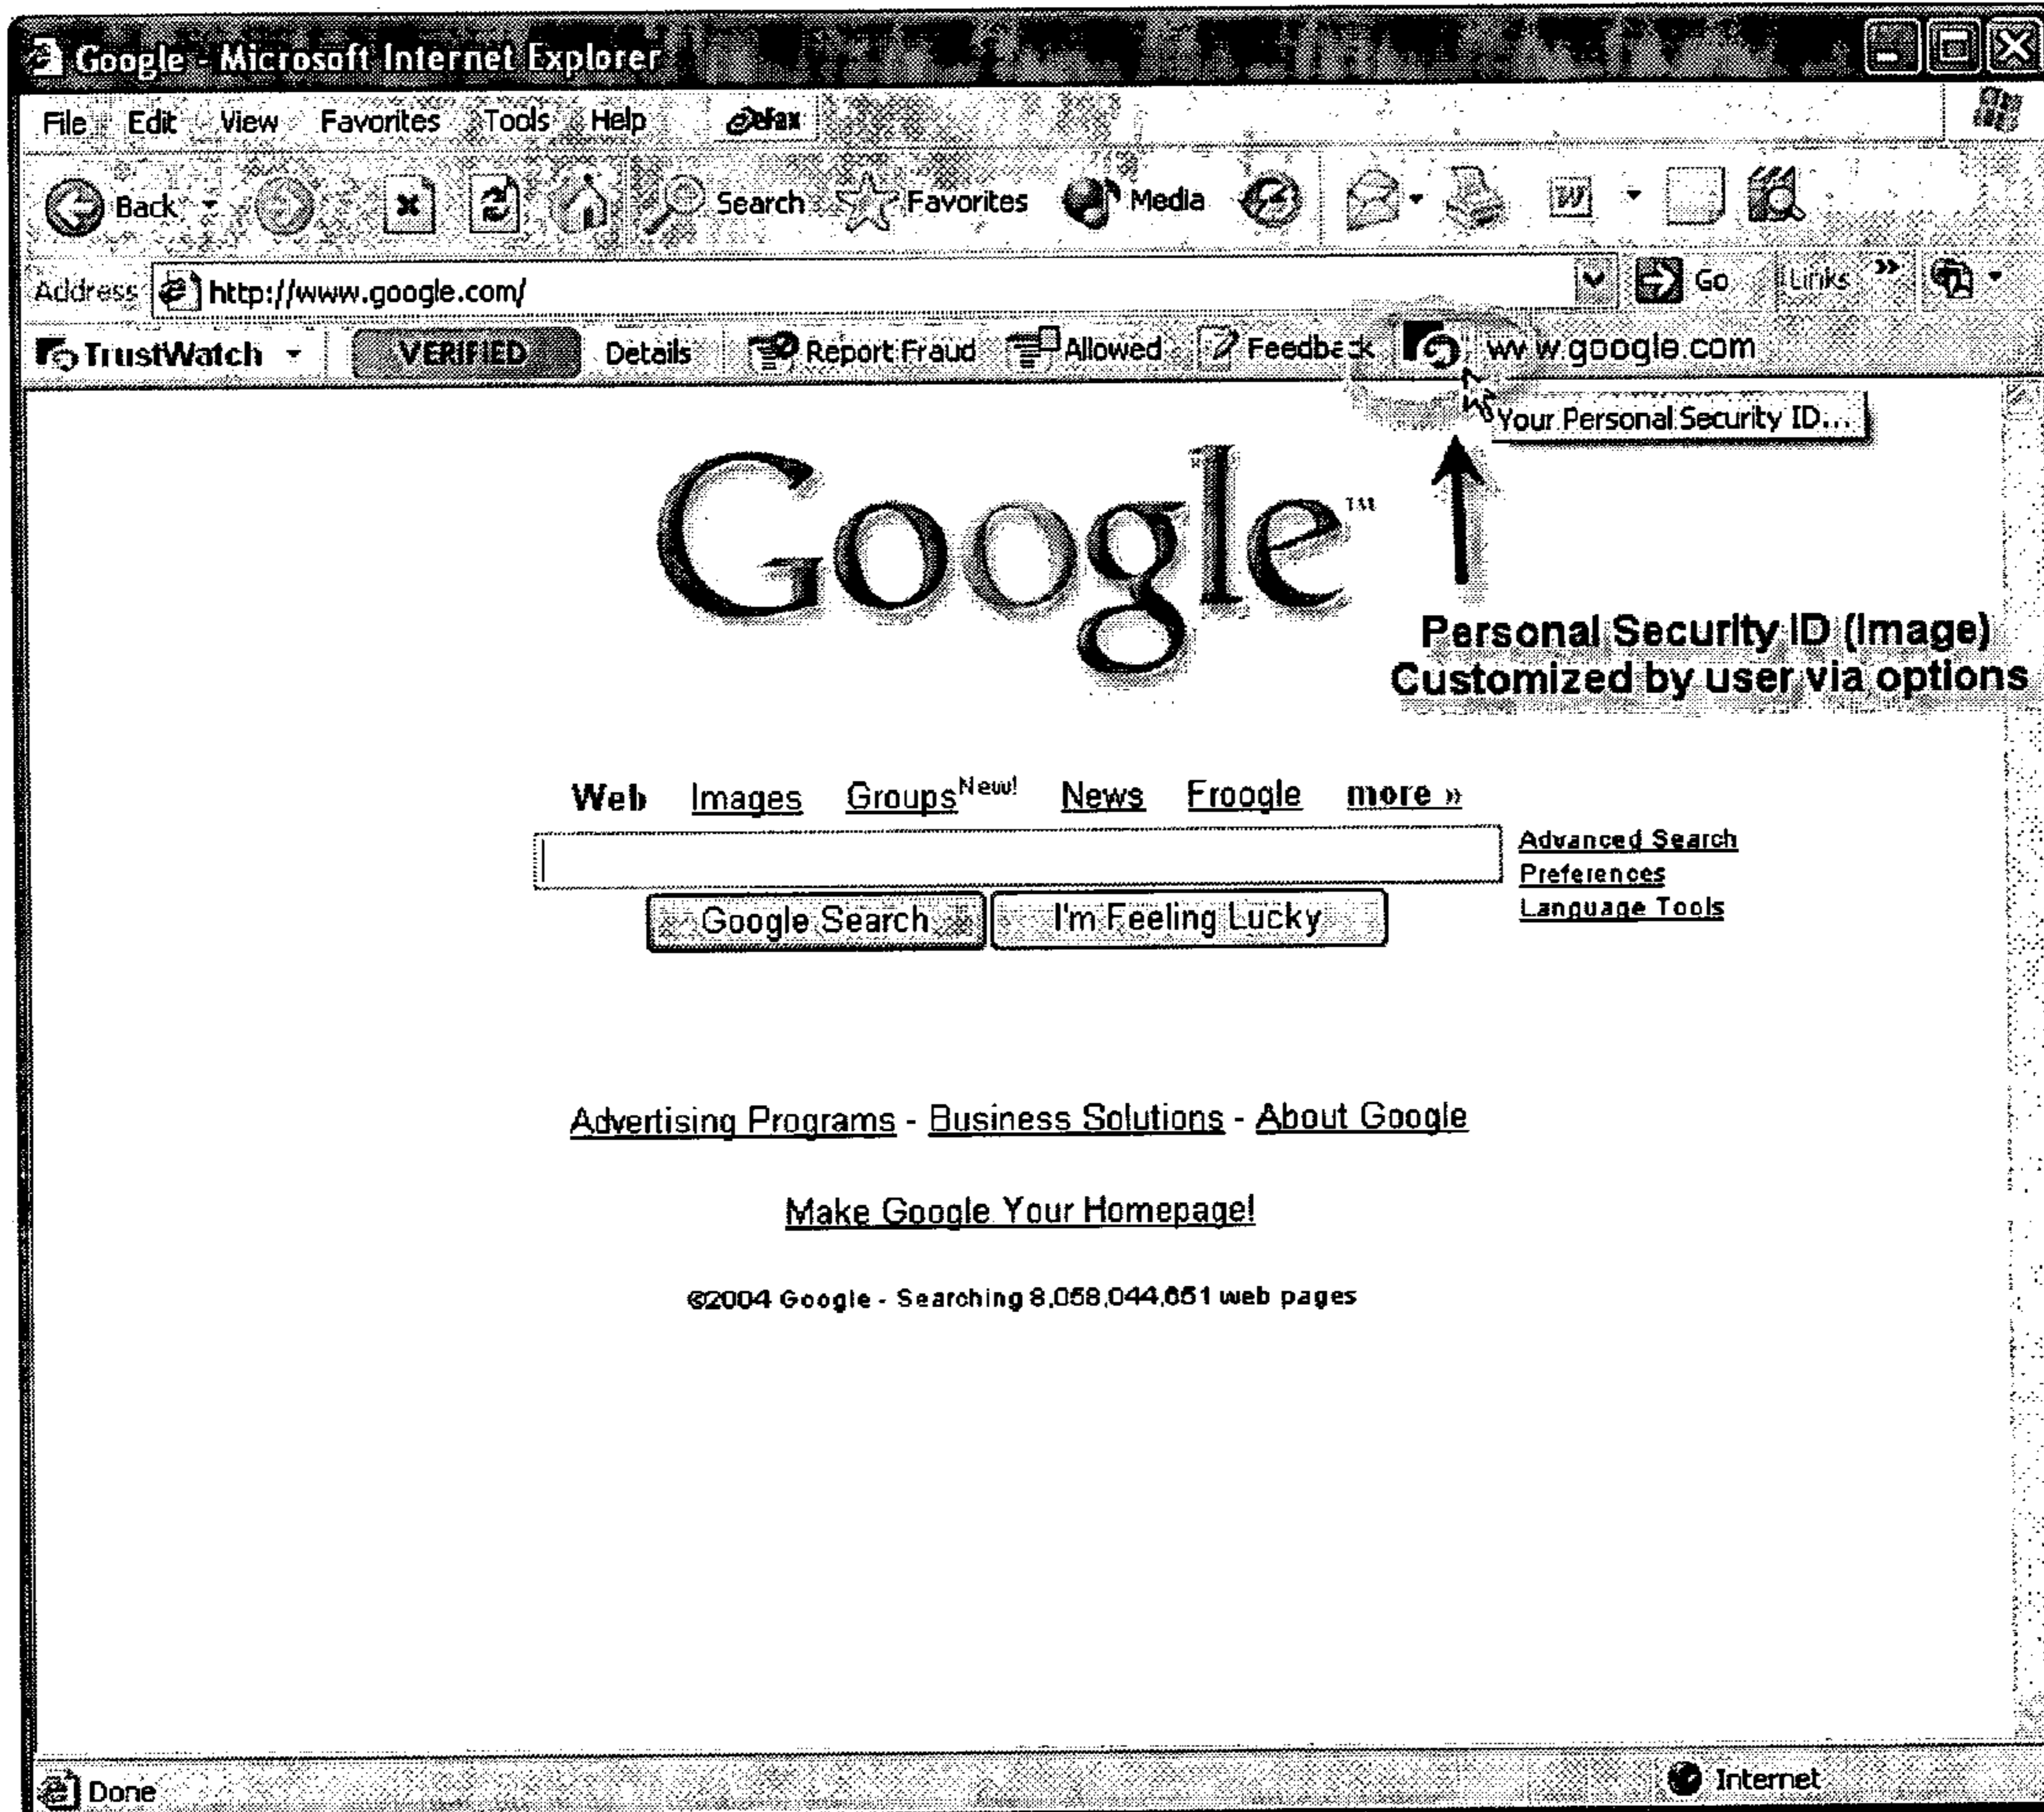 Google - Microsoft Internet Explorer
File Edit View Favorites Tools Help eFax
Back Search Favorites Media W
Address http://www.google.com/ Go Links »
TrustWatch VERIFIED Details Report Fraud Allowed Feedback www.google.com
Your Personal Security ID...
Google™
Personal Security ID (Image)
Customized by user via options
Web Images Groups New! News Froogle more »
Advanced Search
Preferences
Language Tools
Google Search I'm Feeling Lucky
Advertising Programs - Business Solutions - About Google
Make Google Your Homepage!
©2004 Google - Searching 8,058,044,651 web pages
Done Internet